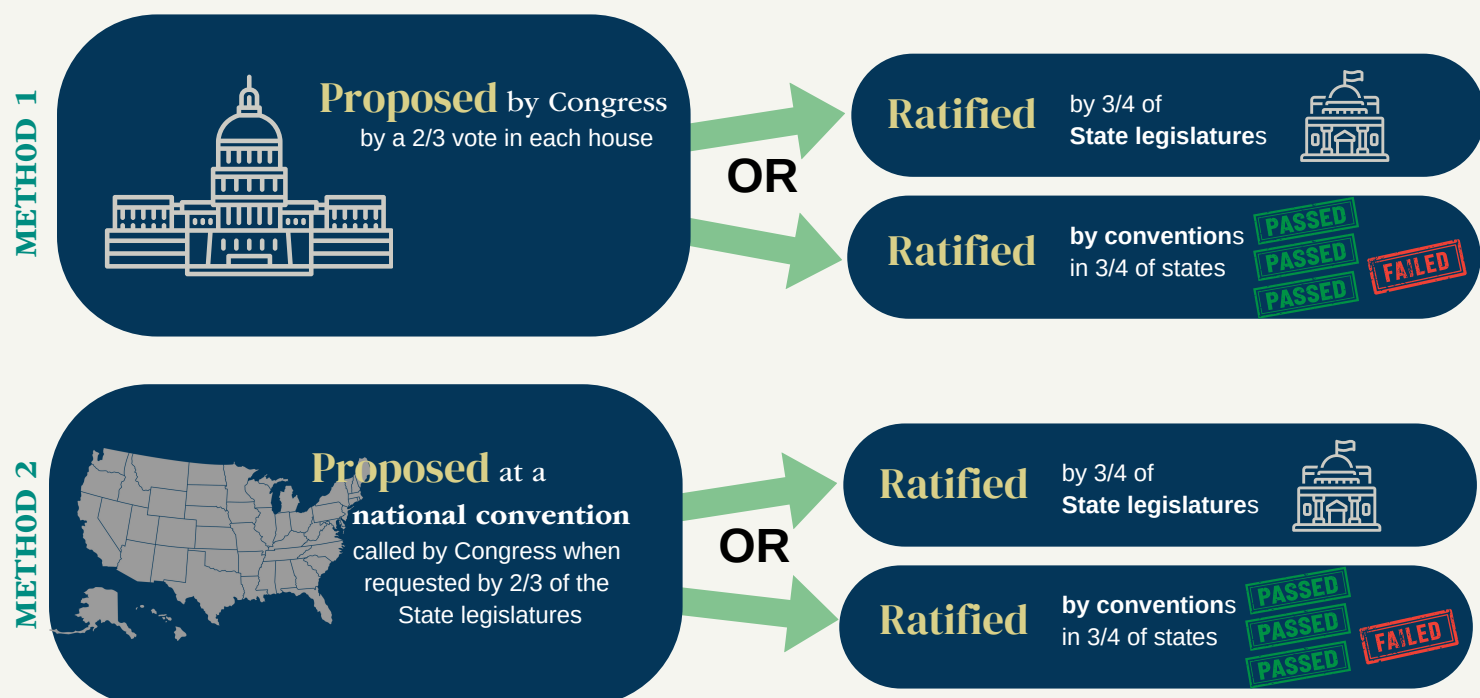 METHOD 1
Proposed by Congress
by a 2/3 vote in each house
OR
Ratified
by 3/4 of
State legislatures
Ratified
by conventions
in 3/4 of states
PASSED
PASSED
PASSED
FAILED
METHOD 2
Proposed at a
national convention
called by Congress when
requested by 2/3 of the
State legislatures
OR
Ratified
by 3/4 of
State legislatures
Ratified
by conventions
in 3/4 of states
PASSED
PASSED
PASSED
FAILED